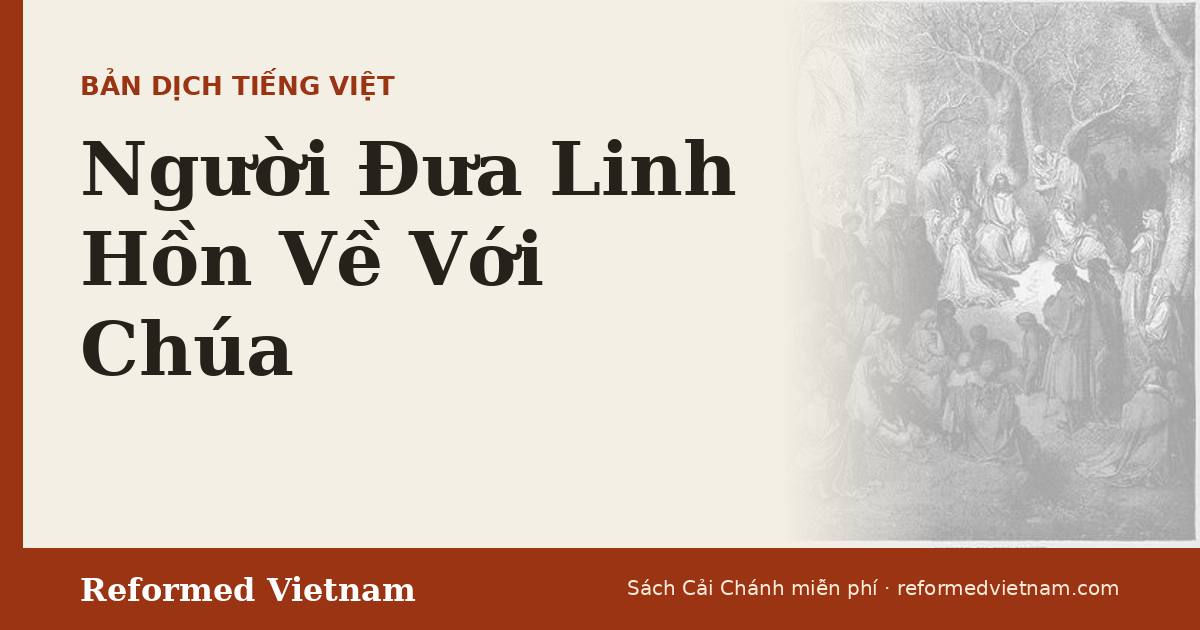 BẢN DỊCH TIẾNG VIỆT
Người Đưa Linh
Hồn Về Với
Chúa
Reformed Vietnam
Sách Cải Chánh miễn phí · reformedvietnam.com